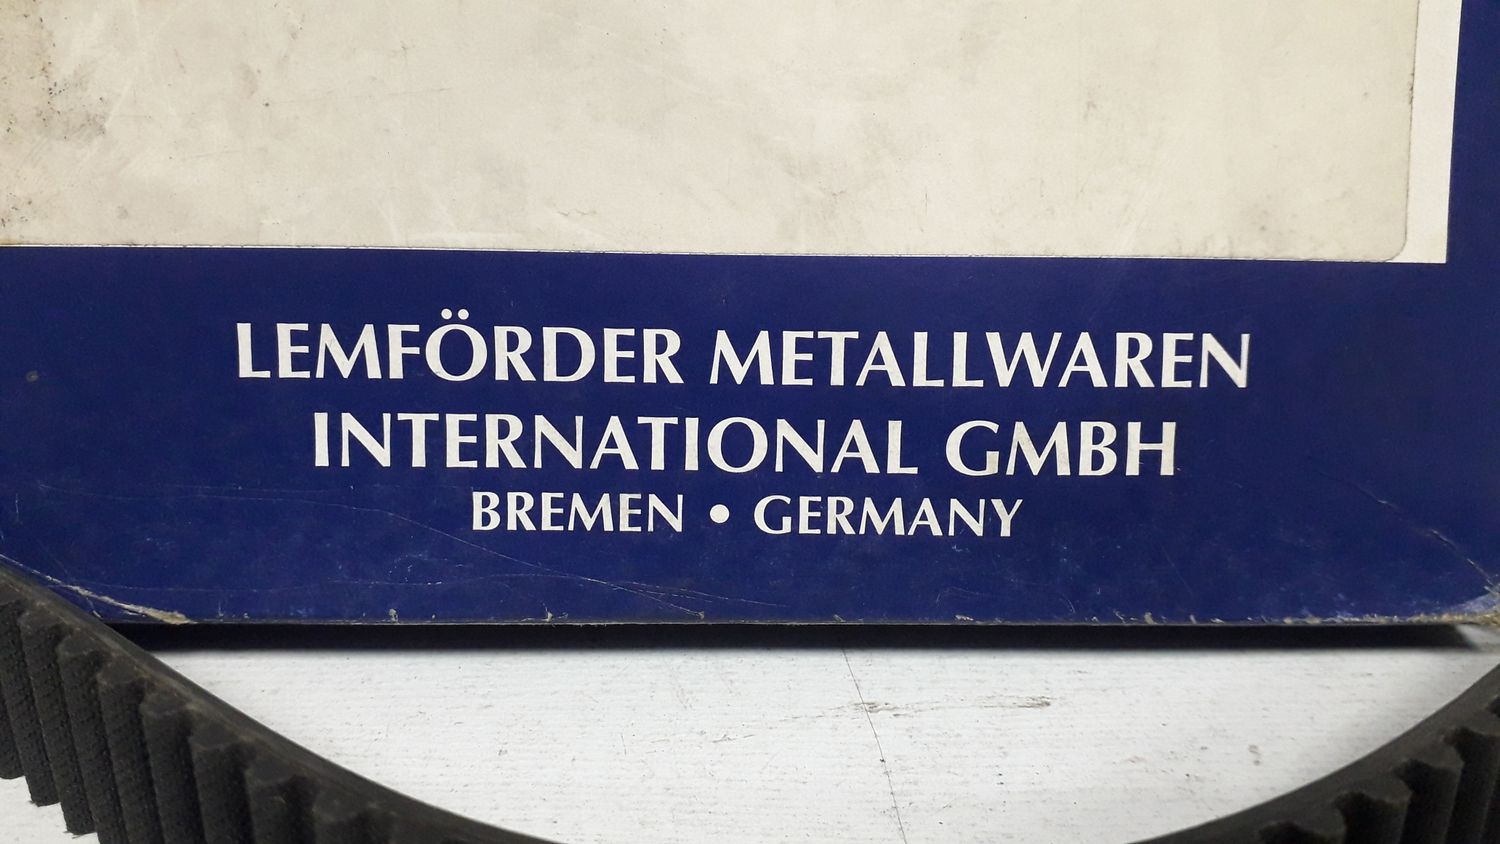 LEMFÖRDER METALLWAREN
INTERNATIONAL GMBH
BREMEN • GERMANY